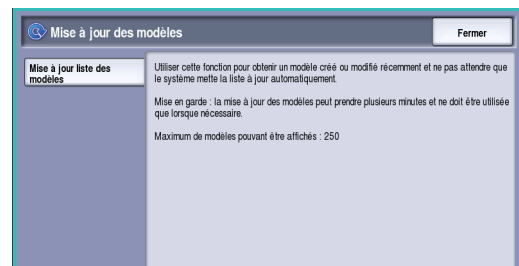 Mise à jour des modèles
Fermer
Mise à jour liste des
modèles
Utiliser cette fonction pour obtenir un modèle créé ou modifié récemment et ne pas attendre que
le système mette la liste à jour automatiquement.
Mise en garde : la mise à jour des modèles peut prendre plusieurs minutes et ne doit être utilisée
que lorsque nécessaire.
Maximum de modèles pouvant être affichés : 250